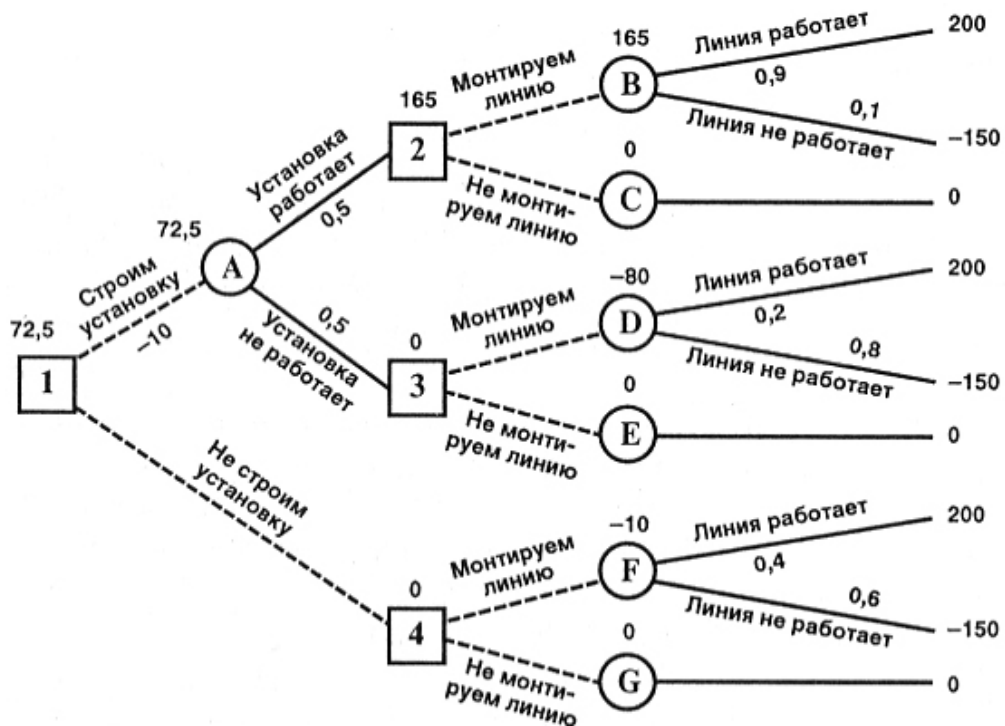 165
Линия работает
200
0,9
B
Монтируем
линию
0,1
Линия не работает
−150
165
2
0
Не монти-
руем линию
C
0
Установка
работает
0,5
72,5
A
Строим
установку
−10
72,5
1
0,5
Установка
не работает
−80
Линия работает
200
0,2
D
Монтируем
линию
0,8
Линия не работает
−150
0
3
0
Не монти-
руем линию
E
0
Не строим
установку
−10
Линия работает
200
0,4
F
Монтируем
линию
0,6
Линия не работает
−150
0
4
0
Не монти-
руем линию
G
0